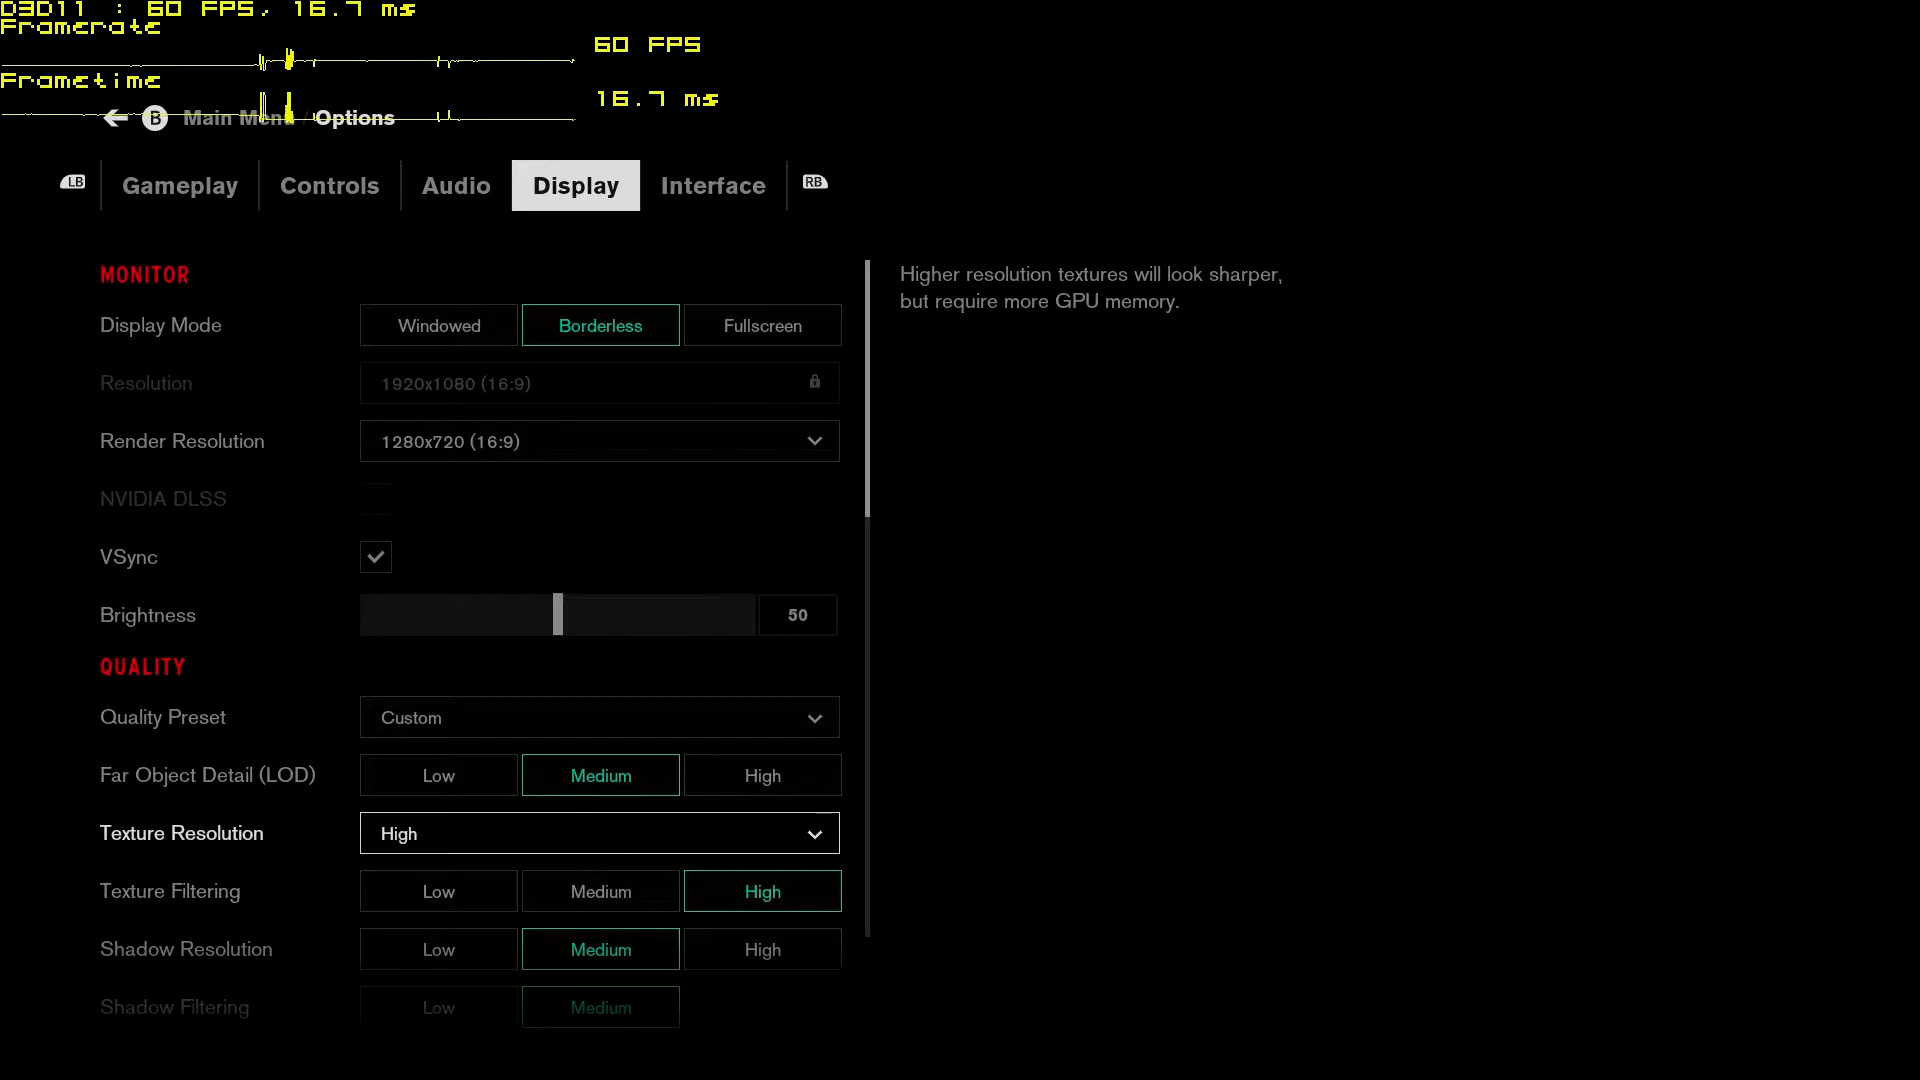 D3D11 : 60 FPS, 16.7 ms
Framerate
60 FPS
Frametime
16.7 ms
B Main Menu / Options
LB Gameplay Controls Audio Display Interface RB
MONITOR
Higher resolution textures will look sharper,
but require more GPU memory.
Display Mode Windowed Borderless Fullscreen
Resolution 1920x1080 (16:9)
Render Resolution 1280x720 (16:9)
NVIDIA DLSS
VSync
Brightness 50
QUALITY
Quality Preset Custom
Far Object Detail (LOD) Low Medium High
Texture Resolution High
Texture Filtering Low Medium High
Shadow Resolution Low Medium High
Shadow Filtering Low Medium